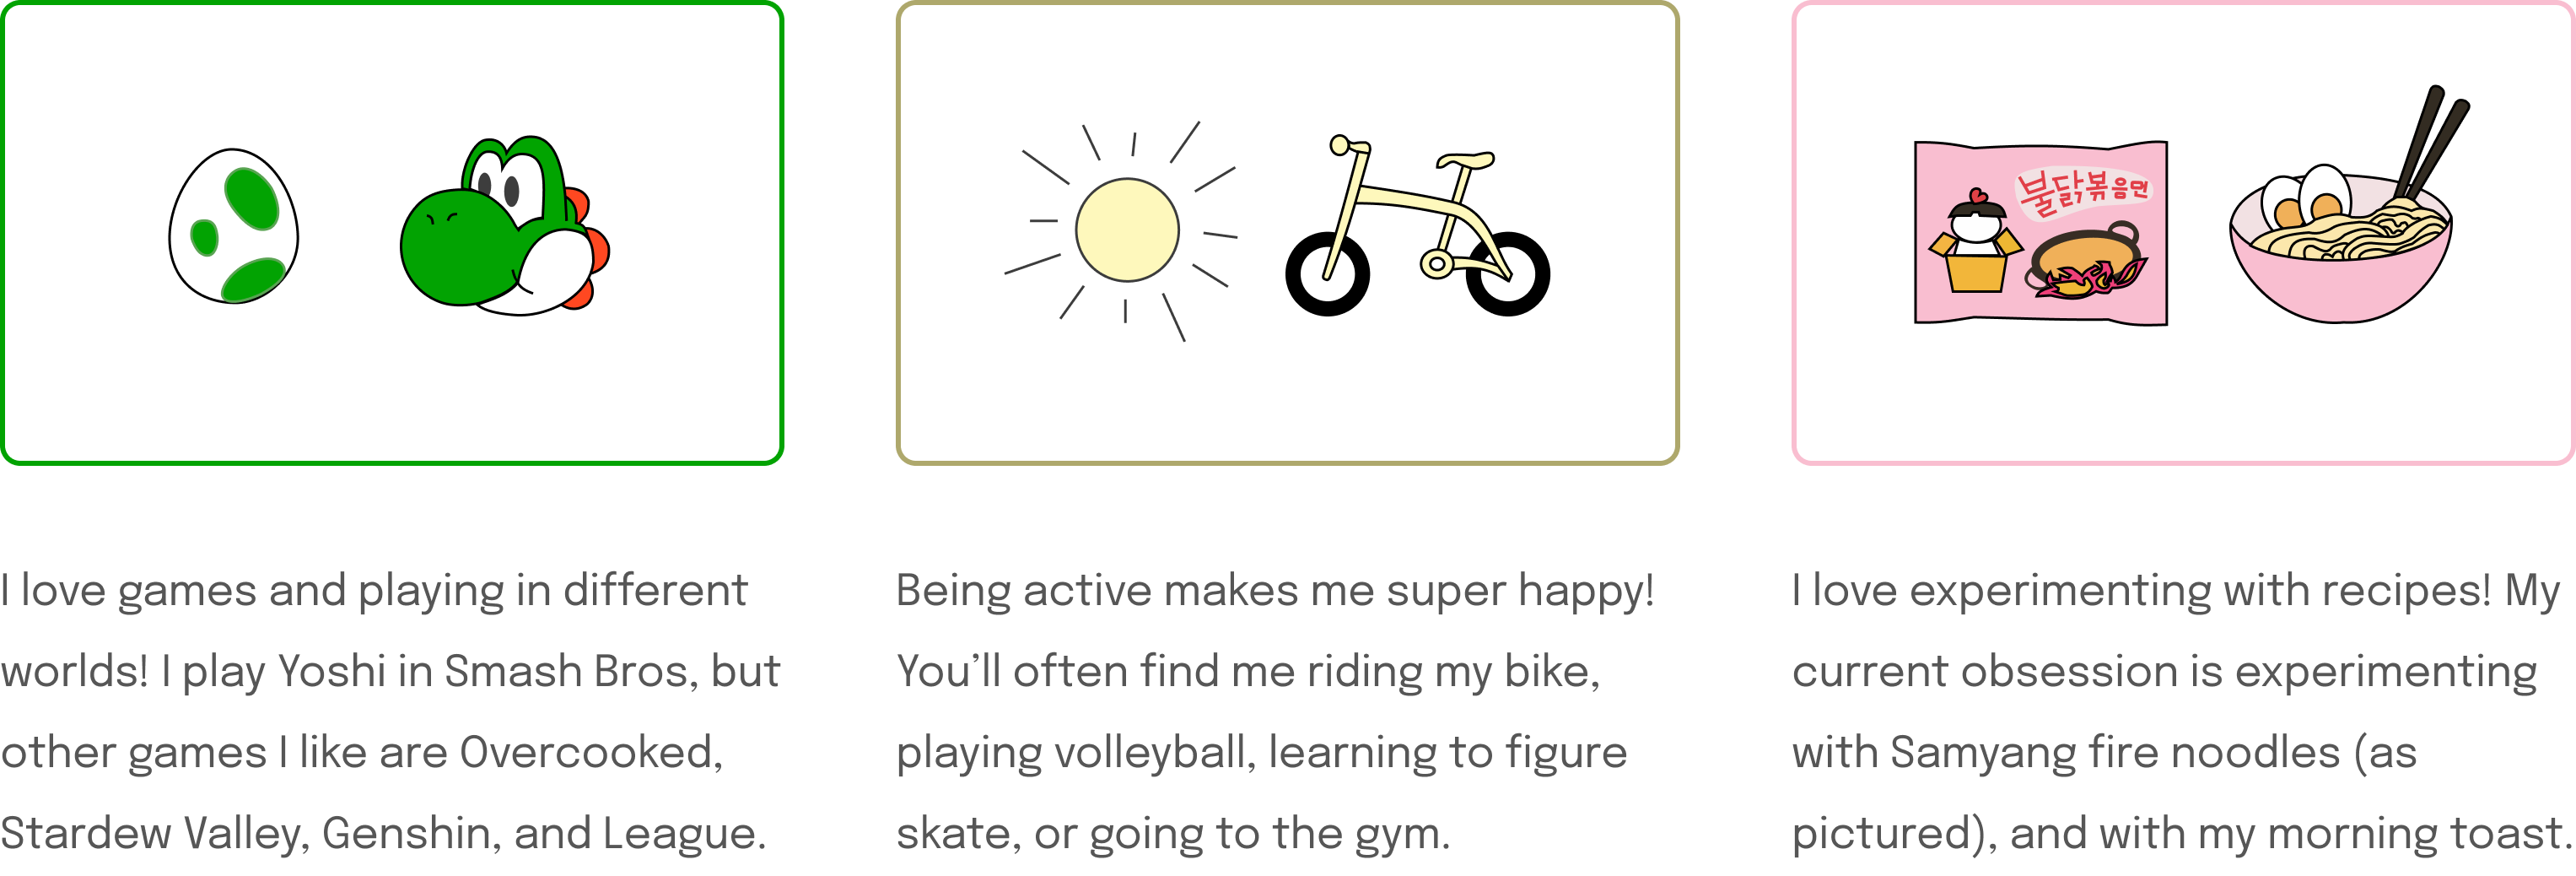 불닭볶음면
I love games and playing in different
worlds! I play Yoshi in Smash Bros, but
other games I like are Overcooked,
Stardew Valley, Genshin, and League.
Being active makes me super happy!
You’ll often find me riding my bike,
playing volleyball, learning to figure
skate, or going to the gym.
I love experimenting with recipes! My
current obsession is experimenting
with Samyang fire noodles (as
pictured), and with my morning toast.